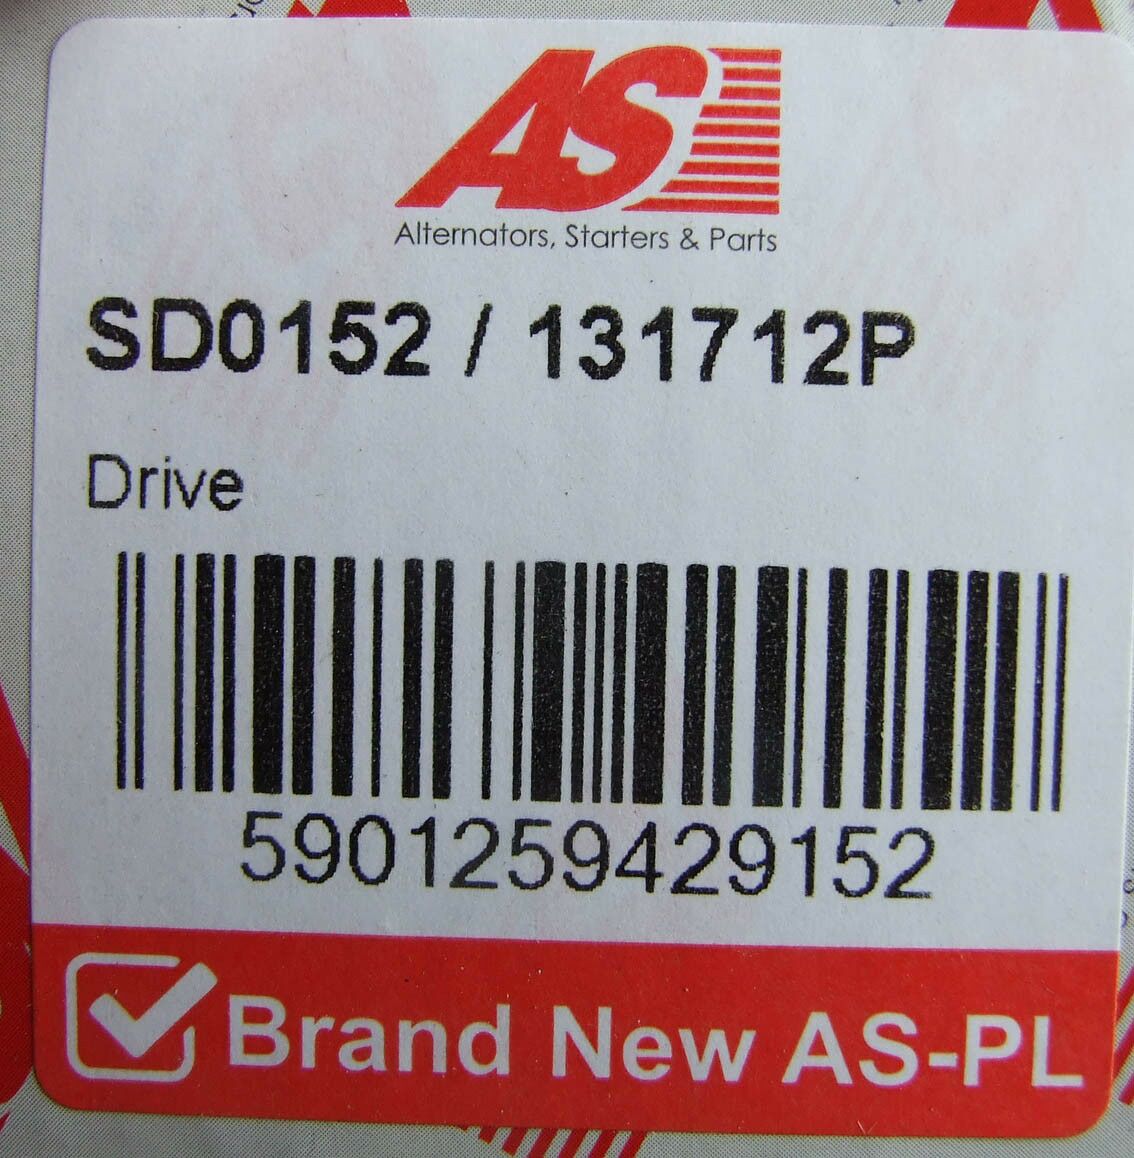 AS
Alternators, Starters & Parts
SD0152 / 131712P
Drive
5901259429152
Brand New AS-PL